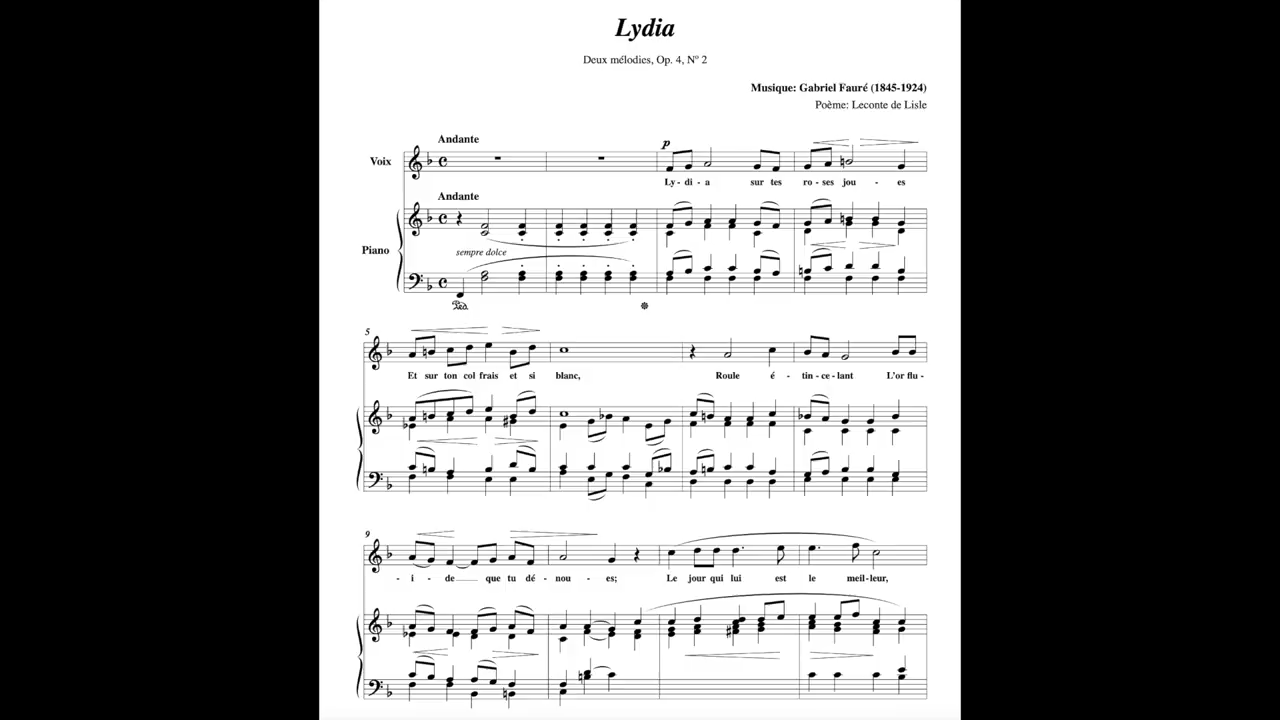 Lydia
Deux mélodies, Op. 4, Nº 2
Musique: Gabriel Fauré (1845-1924)
Poème: Leconte de Lisle
Andante
Voix
p
Ly - di - a sur tes ro - ses jou - es
Andante
Piano
sempre dolce
5
Et sur ton col frais et si blanc, Roule é - tin - ce - lant L'or flu -
9
- i - de que tu dé - nou - es; Le jour qui lui est le meil - leur,